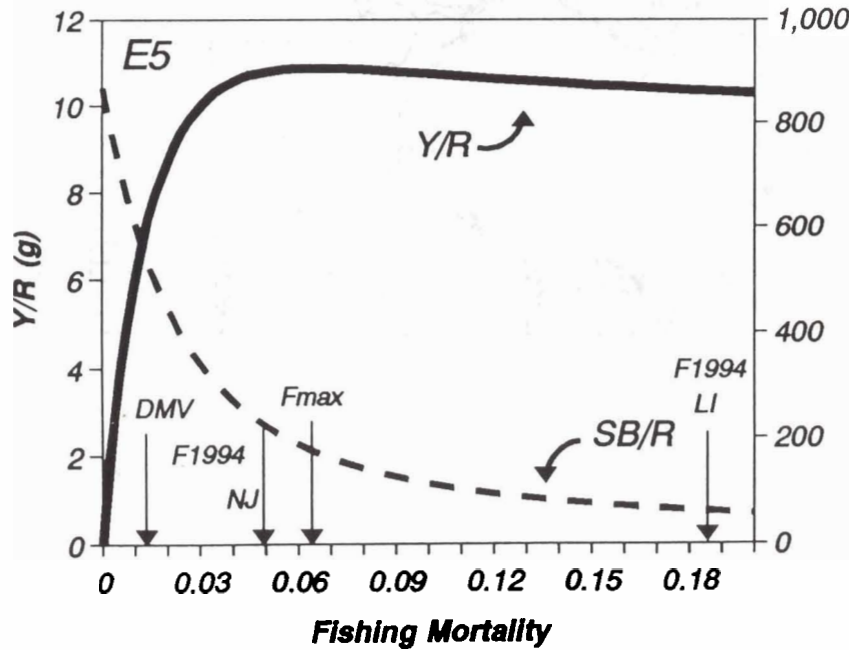 12
1,000
E5
10
800
Y/R
8
600
Y/R (g)
6
400
4
F1994
LI
Fmax
DMV
SB/R
F1994
200
2
NJ
0
0
0
0.03
0.06
0.09
0.12
0.15
0.18
Fishing Mortality